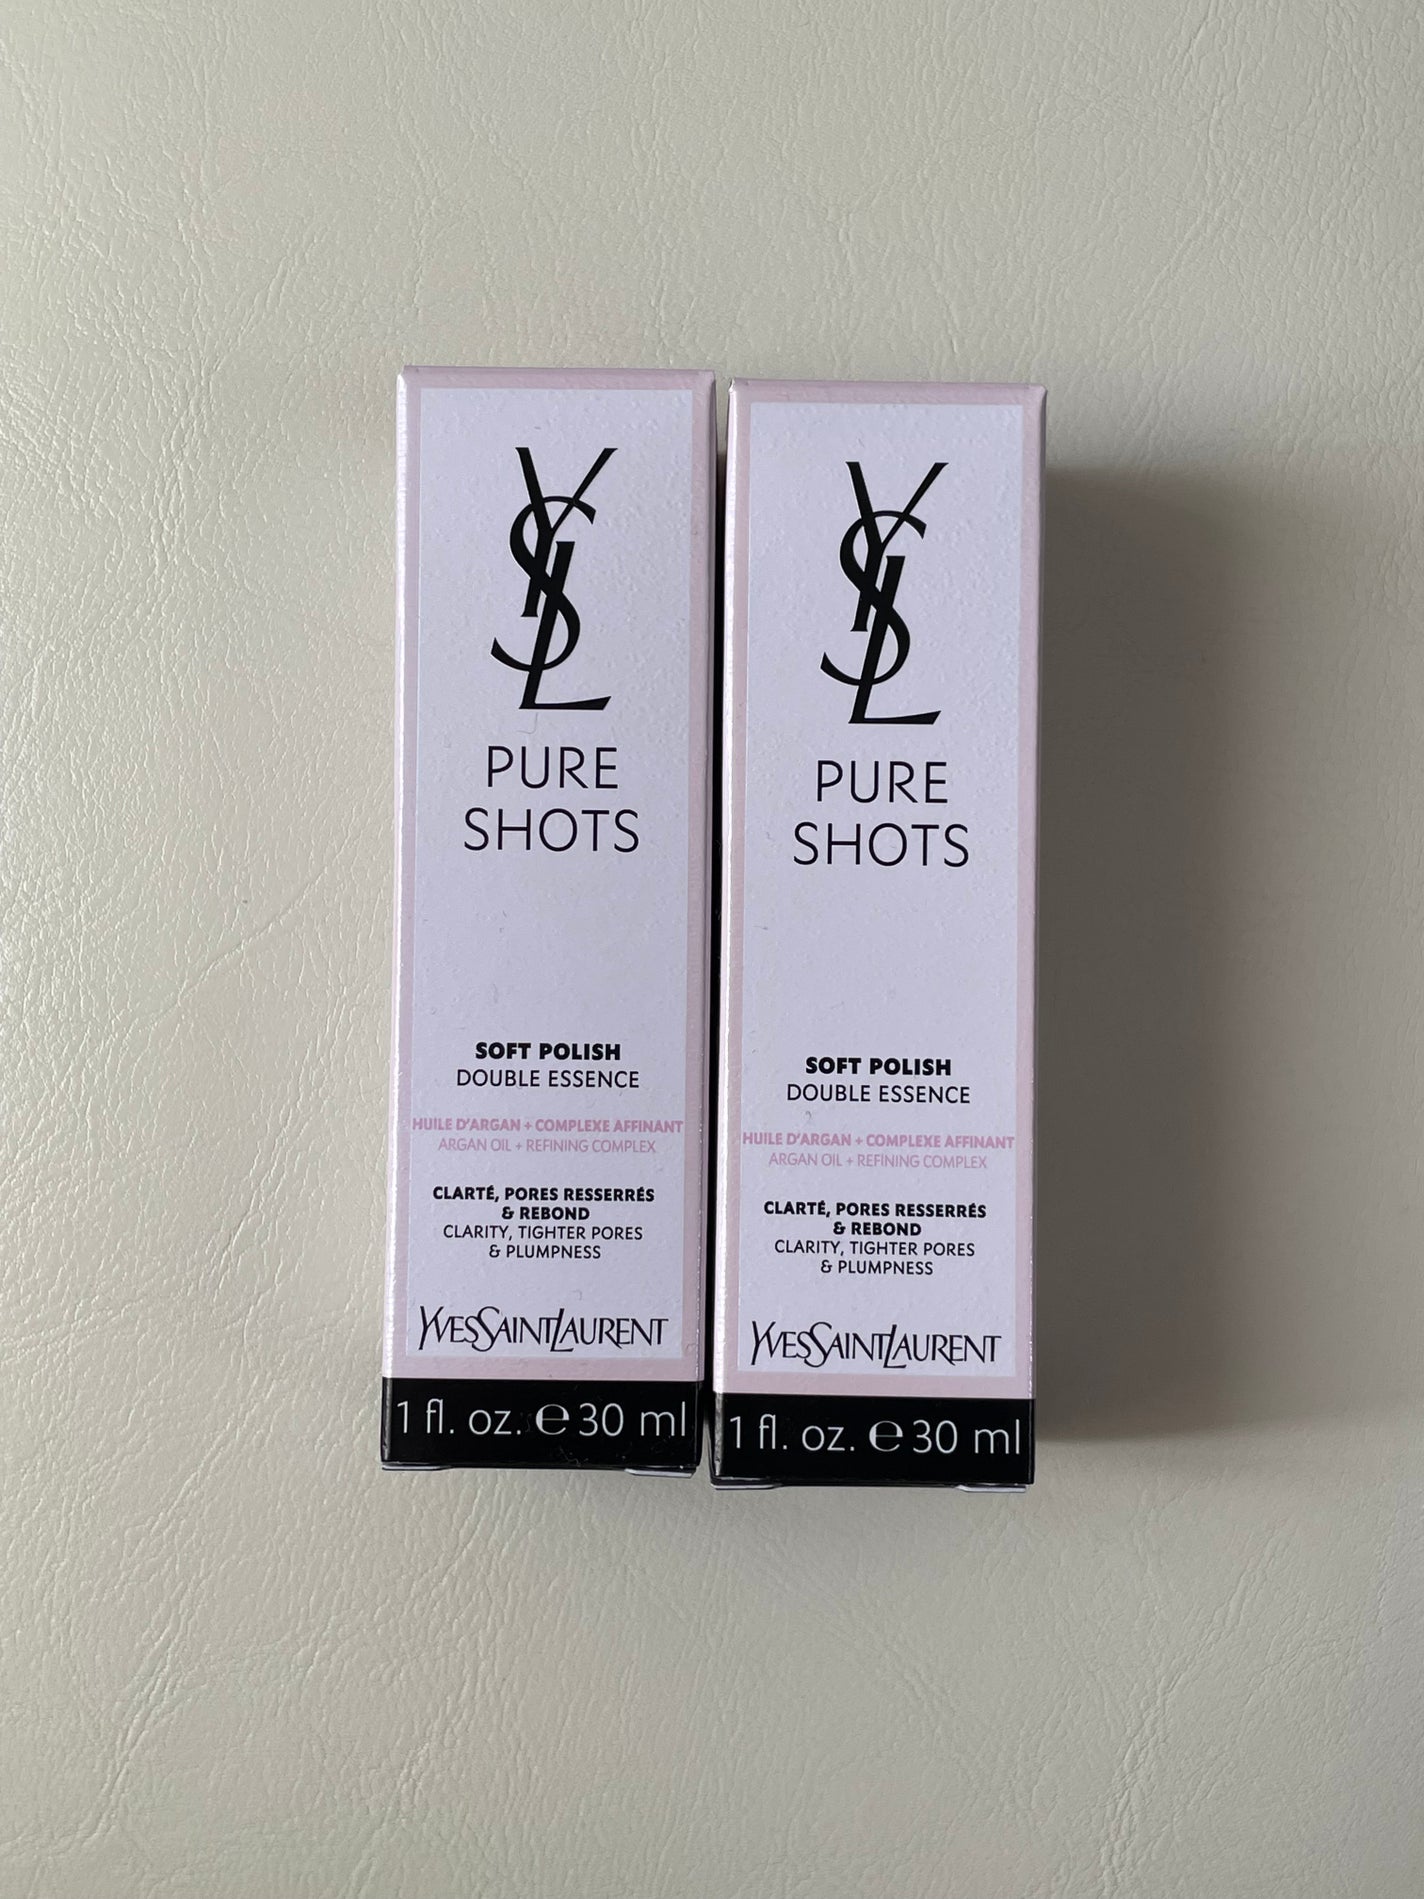 YSL
PURE
SHOTS
SOFT POLISH
DOUBLE ESSENCE
HUILE D'ARGAN + COMPLEXE AFFINANT
ARGAN OIL + REFINING COMPLEX
CLARTÉ, PORES RESSERRÉS
& REBOND
CLARITY, TIGHTER PORES
& PLUMPNESS
YVESSAINTLAURENT
1 fl. oz. ℮ 30 ml
YSL
PURE
SHOTS
SOFT POLISH
DOUBLE ESSENCE
HUILE D'ARGAN + COMPLEXE AFFINANT
ARGAN OIL + REFINING COMPLEX
CLARTÉ, PORES RESSERRÉS
& REBOND
CLARITY, TIGHTER PORES
& PLUMPNESS
YVESSAINTLAURENT
1 fl. oz. ℮ 30 ml